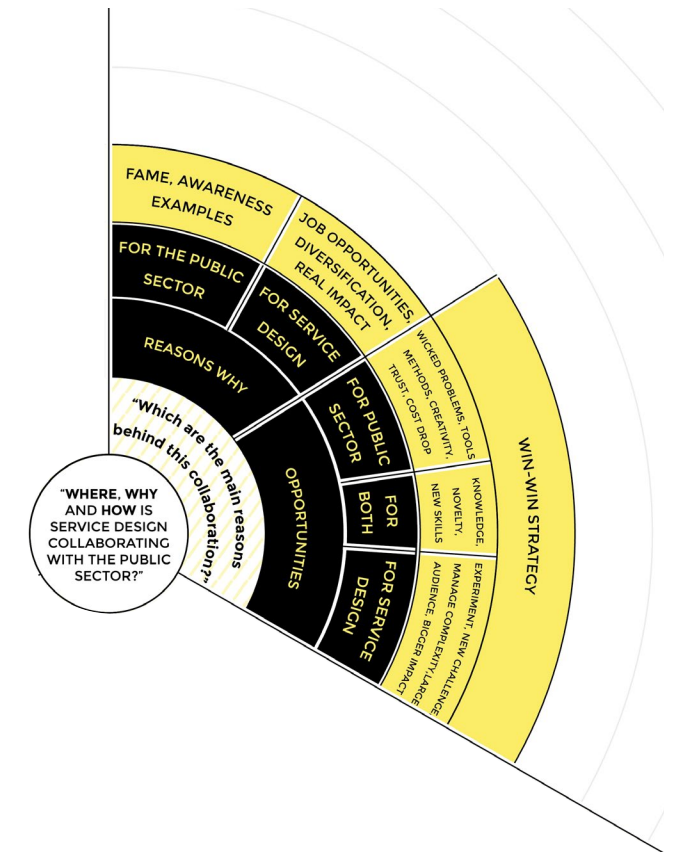 FAME, AWARENESS
EXAMPLES
JOB OPPORTUNITIES,
DIVERSIFICATION,
REAL IMPACT
FOR THE PUBLIC
SECTOR
FOR SERVICE
DESIGN
REASONS WHY
"Which are the main reasons
behind this collaboration?"
"WHERE, WHY
AND HOW IS
SERVICE DESIGN
COLLABORATING
WITH THE PUBLIC
SECTOR?"
OPPORTUNITIES
FOR PUBLIC
SECTOR
WICKED PROBLEMS, TOOLS
METHODS, CREATIVITY,
TRUST, COST DROP
FOR
BOTH
KNOWLEDGE,
NOVELTY,
NEW SKILLS
FOR SERVICE
DESIGN
EXPERIMENT, NEW CHALLENGE
MANAGE COMPLEXITY,LARGE
AUDIENCE, BIGGER IMPACT
WIN-WIN STRATEGY